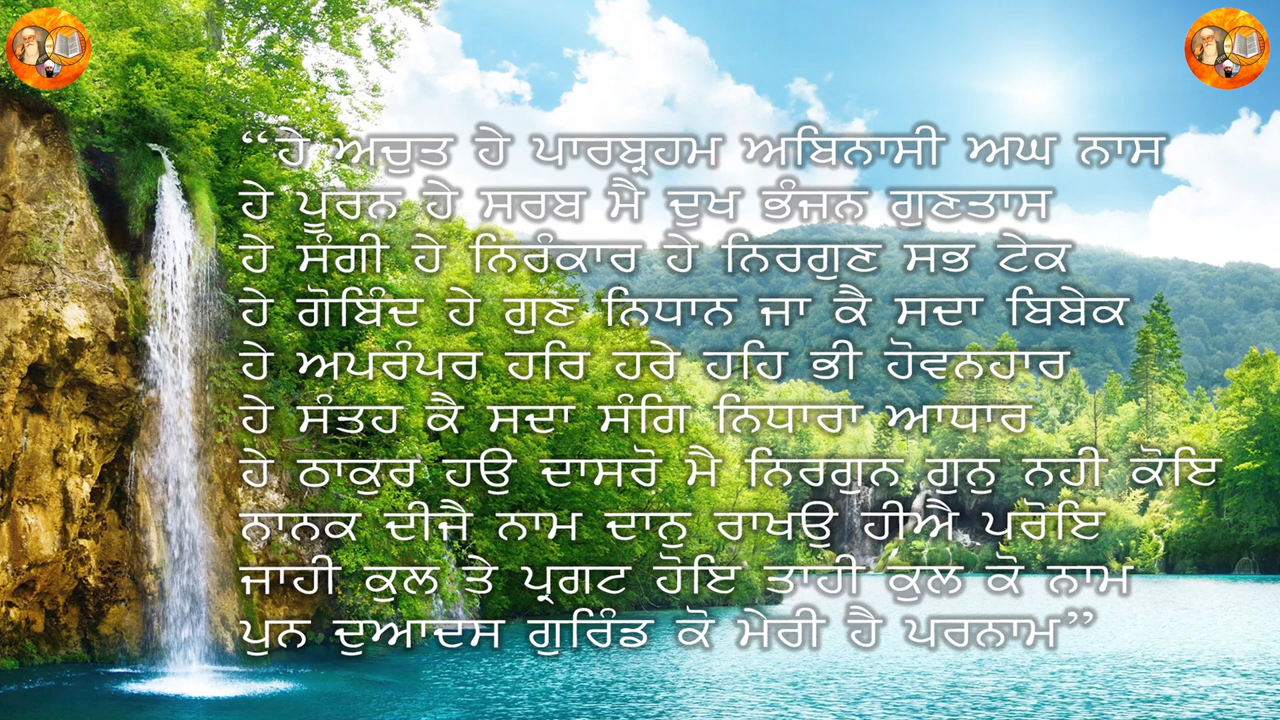 “ਹੇ ਅਚੁਤ ਹੇ ਪਾਰਬ੍ਰਹਮ ਅਬਿਨਾਸੀ ਅਘ ਨਾਸ
ਹੇ ਪੂਰਨ ਹੇ ਸਰਬ ਮੈ ਦੁਖ ਭੰਜਨ ਗੁਣਤਾਸ
ਹੇ ਸੰਗੀ ਹੇ ਨਿਰੰਕਾਰ ਹੇ ਨਿਰਗੁਣ ਸਭ ਟੇਕ
ਹੇ ਗੋਬਿੰਦ ਹੇ ਗੁਣ ਨਿਧਾਨ ਜਾ ਕੈ ਸਦਾ ਬਿਬੇਕ
ਹੇ ਅਪਰੰਪਰ ਹਰਿ ਹਰੇ ਹਹਿ ਭੀ ਹੋਵਨਹਾਰ
ਹੇ ਸੰਤਹ ਕੈ ਸਦਾ ਸੰਗਿ ਨਿਧਾਰਾ ਆਧਾਰ
ਹੇ ਠਾਕੁਰ ਹਉ ਦਾਸਰੋ ਮੈ ਨਿਰਗੁਨ ਗੁਨੁ ਨਹੀ ਕੋਇ
ਨਾਨਕ ਦੀਜੈ ਨਾਮ ਦਾਨੁ ਰਾਖਉ ਹੀਐ ਪਰੋਇ
ਜਾਹੀ ਕੁਲ ਤੇ ਪ੍ਰਗਟ ਹੋਇ ਤਾਹੀ ਕੁਲ ਕੋ ਨਾਮ
ਪੁਨ ਦੁਆਦਸ ਗੁਰਿੰਡ ਕੋ ਮੇਰੀ ਹੈ ਪਰਨਾਮ”